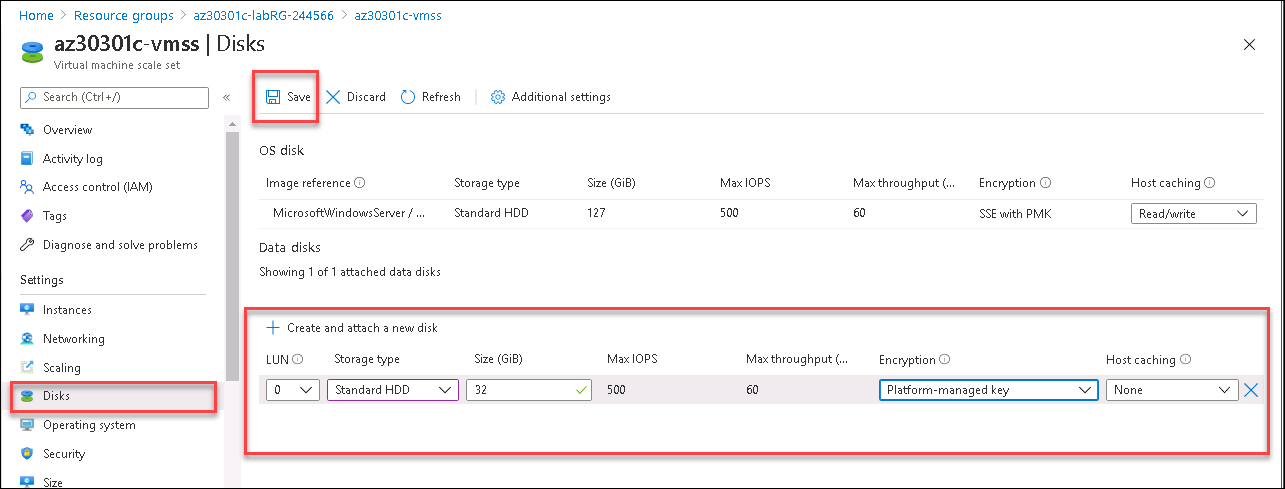 Home > Resource groups > az30301c-labRG-244566 > az30301c-vmss
az30301c-vmss | Disks
Virtual machine scale set
Search (Ctrl+/)
«
Overview
Activity log
Access control (IAM)
Tags
Diagnose and solve problems
Settings
Instances
Networking
Scaling
Disks
Operating system
Security
Size
Save Discard Refresh Additional settings
OS disk
Image reference Storage type Size (GiB) Max IOPS Max throughput (... Encryption Host caching
MicrosoftWindowsServer / ... Standard HDD 127 500 60 SSE with PMK Read/write
Data disks
Showing 1 of 1 attached data disks
+ Create and attach a new disk
LUN Storage type Size (GiB) Max IOPS Max throughput (... Encryption Host caching
0 Standard HDD 32 500 60 Platform-managed key None